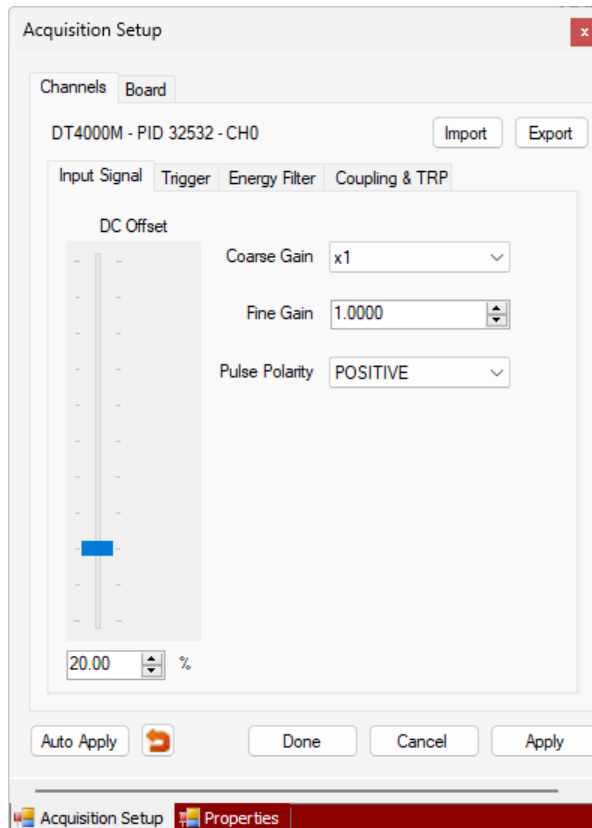 Acquisition Setup
x
Channels Board
DT4000M - PID 32532 - CH0 Import Export
Input Signal Trigger Energy Filter Coupling & TRP
DC Offset
Coarse Gain x1
Fine Gain 1.0000
Pulse Polarity POSITIVE
20.00 %
Auto Apply Done Cancel Apply
Acquisition Setup Properties